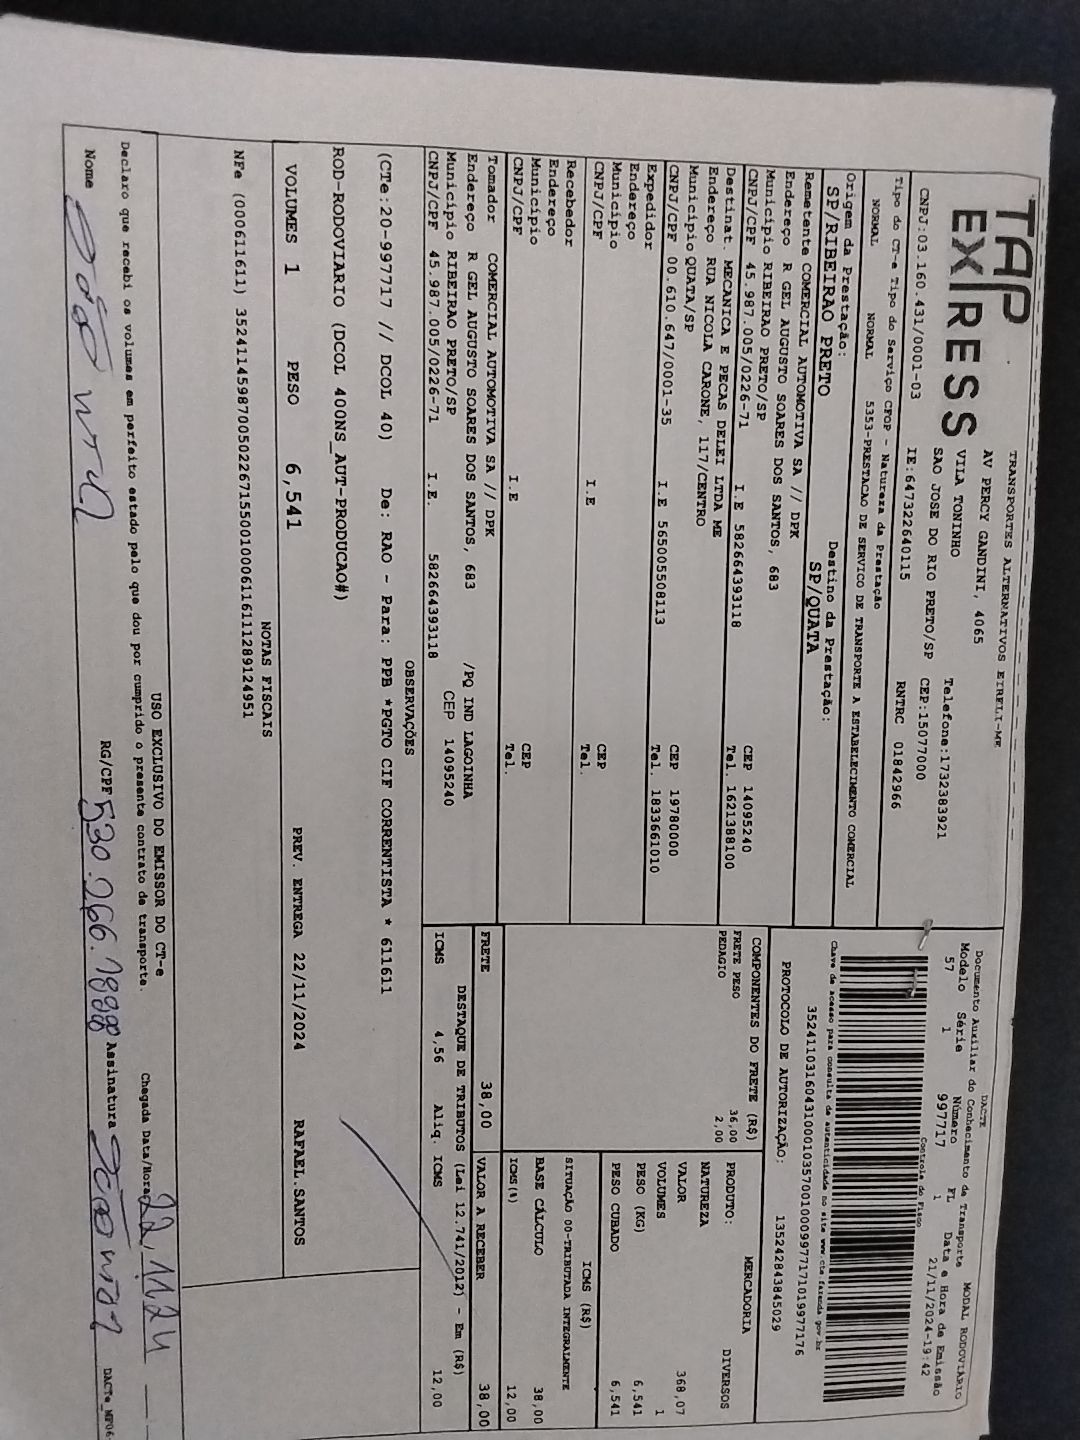 TAP EXPRESS
TRANSPORTES ALTERNATIVOS EIRELI-ME
AV PERCY GANDINI, 4065
VILA TONINHO Telefone:1732383921
SAO JOSE DO RIO PRETO/SP CEP:15077000
CNPJ:03.160.431/0001-03 IE:647322640115 RNTRC 01842966
Tipo do CT-e Tipo do Serviço CFOP - Natureza da Prestação
NORMAL NORMAL 5353-PRESTACAO DE SERVICO DE TRANSPORTE A ESTABELECIMENTO COMERCIAL
Origem da Prestação: Destino da Prestação:
SP/RIBEIRAO PRETO SP/QUATA
DACTE MODAL RODOVIÁRIO
Documento Auxiliar do Conhecimento de Transporte
Modelo Série Número FL Data e Hora de Emissão
57 1 997717 1 21/11/2024-19:42
Controle do Fisco
Chave de acesso para consulta de autenticidade no site www.cte.fazenda.gov.br
35241103160431000103570010009977171019977176
PROTOCOLO DE AUTORIZAÇÃO: 135242843845029
Remetente COMERCIAL AUTOMOTIVA SA // DPK
Endereço R GEL AUGUSTO SOARES DOS SANTOS, 683
Município RIBEIRAO PRETO/SP CEP 14095240
CNPJ/CPF 45.987.005/0226-71 I.E 582664393118 Tel. 1621388100
Destinat. MECANICA E PECAS DELEI LTDA ME
Endereço RUA NICOLA CARONE, 117/CENTRO
Município QUATA/SP CEP 19780000
CNPJ/CPF 00.610.647/0001-35 I.E 565005508113 Tel. 1833661010
Expedidor
Endereço
Município CEP
CNPJ/CPF I.E Tel.
Recebedor
Endereço
Município CEP
CNPJ/CPF I.E Tel.
Tomador COMERCIAL AUTOMOTIVA SA // DPK
Endereço R GEL AUGUSTO SOARES DOS SANTOS, 683 /PQ IND LAGOINHA
Município RIBEIRAO PRETO/SP CEP 14095240
CNPJ/CPF 45.987.005/0226-71 I.E. 582664393118
COMPONENTES DO FRETE (R$)
FRETE PESO 36,00
PEDAGIO 2,00
MERCADORIA
PRODUTO: DIVERSOS
NATUREZA
VALOR 368,07
VOLUMES 1
PESO (KG) 6,541
PESO CUBADO 6,541
ICMS (R$)
SITUAÇÃO 00-TRIBUTADA INTEGRALMENTE
BASE CÁLCULO 38,00
ICMS(%) 12,00
FRETE 38,00 VALOR A RECEBER 38,00
DESTAQUE DE TRIBUTOS (Lei 12.741/2012) - Em (R$)
ICMS 4,56 Aliq. ICMS 12,00
OBSERVAÇÕES
(CTe:20-997717 // DCOL 40) De: RAO - Para: PPB *PGTO CIF CORRENTISTA * 611611
ROD-RODOVIARIO (DCOL 400NS_AUT-PRODUCAO#)
VOLUMES 1 PESO 6,541 PREV. ENTREGA 22/11/2024 RAFAEL.SANTOS
NOTAS FISCAIS
NFe (000611611) 35241145987005022671550010006116111289124951
USO EXCLUSIVO DO EMISSOR DO CT-e
Declaro que recebi os volumes em perfeito estado pelo que dou por cumprido o presente contrato de transporte. Chegada Data/Hora 22,11,24
Nome João RG/CPF 530.266.1888 Assinatura João